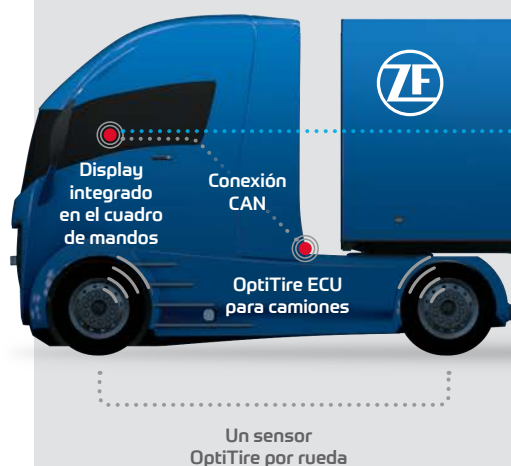 ZF
Display
integrado
en el cuadro
de mandos
Conexión
CAN
OptiTire ECU
para camiones
Un sensor
OptiTire por rueda